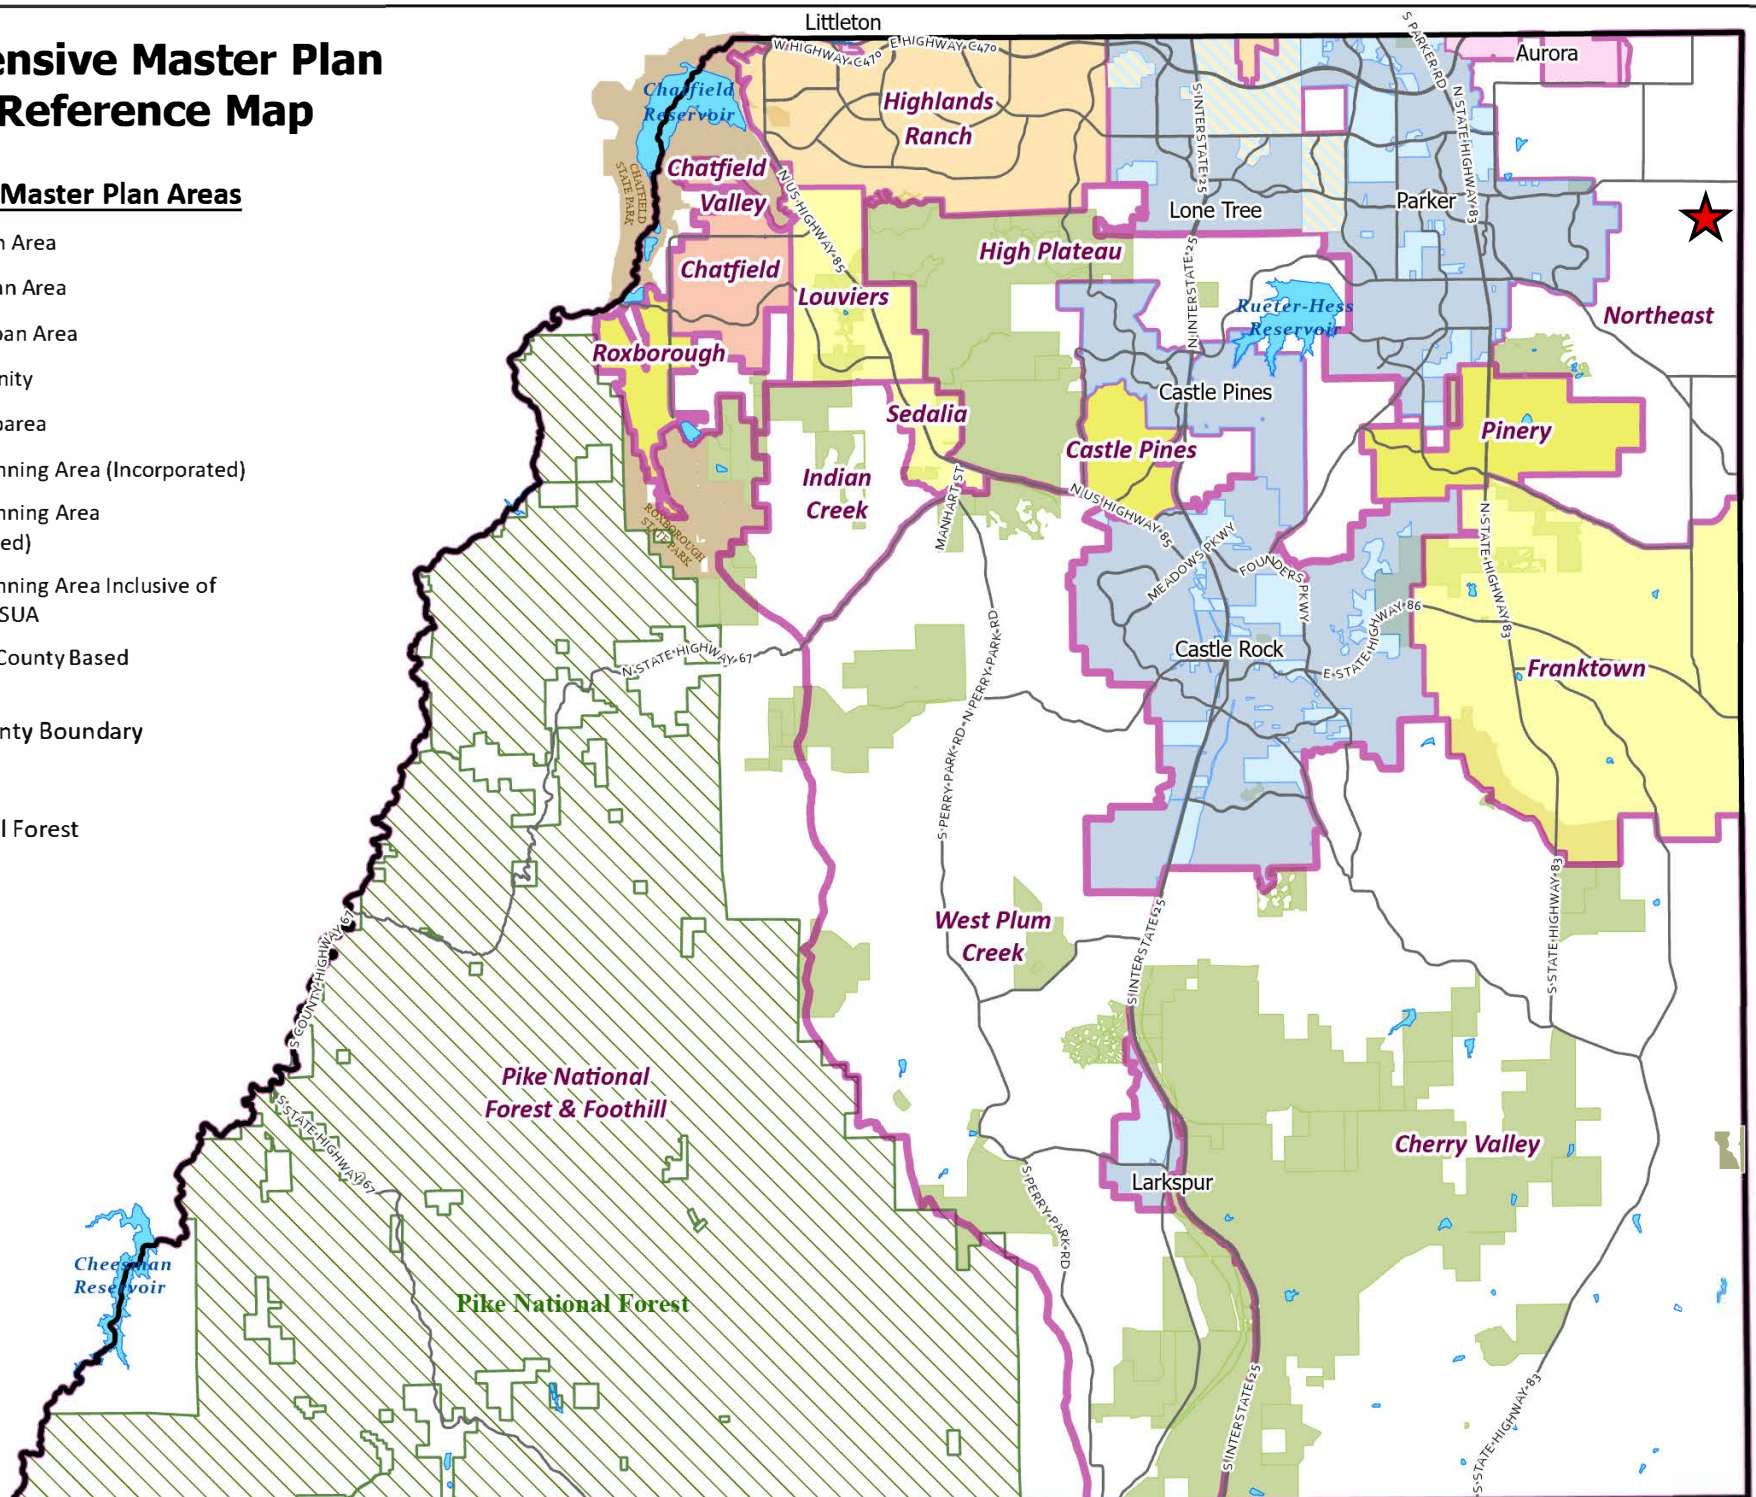 ensive Master Plan
Reference Map
Master Plan Areas
n Area
an Area
ban Area
nity
barea
nning Area (Incorporated)
nning Area
ed)
nning Area Inclusive of
SUA
County Based
nty Boundary
l Forest
Littleton
W HIGHWAY C470
E HIGHWAY C470
S PARKER RD
Aurora
Chatfield
Reservoir
Highlands
Ranch
S INTERSTATE 25
N STATE HIGHWAY 83
CHATFIELD
STATE PARK
Chatfield
Valley
N US HIGHWAY 85
Lone Tree
Parker
High Plateau
Chatfield
Louviers
N INTERSTATE 25
Rueter-Hess
Reservoir
Northeast
Roxborough
Castle Pines
Sedalia
Castle Pines
Pinery
Indian
Creek
MANHART ST
N US HIGHWAY 85
ROXBOROUGH
STATE PARK
MEADOWS PKWY
FOUNDERS PKWY
N STATE HIGHWAY 83
E STATE HIGHWAY 86
N STATE HIGHWAY 67
Castle Rock
Franktown
S PERRY PARK RD
N PERRY PARK RD
S COUNTY HIGHWAY 67
West Plum
Creek
S INTERSTATE 25
S STATE HIGHWAY 83
Pike National
Forest & Foothill
S STATE HIGHWAY 67
Cherry Valley
Larkspur
S PERRY PARK RD
Cheesman
Reservoir
Pike National Forest
S INTERSTATE 25
S STATE HIGHWAY 83